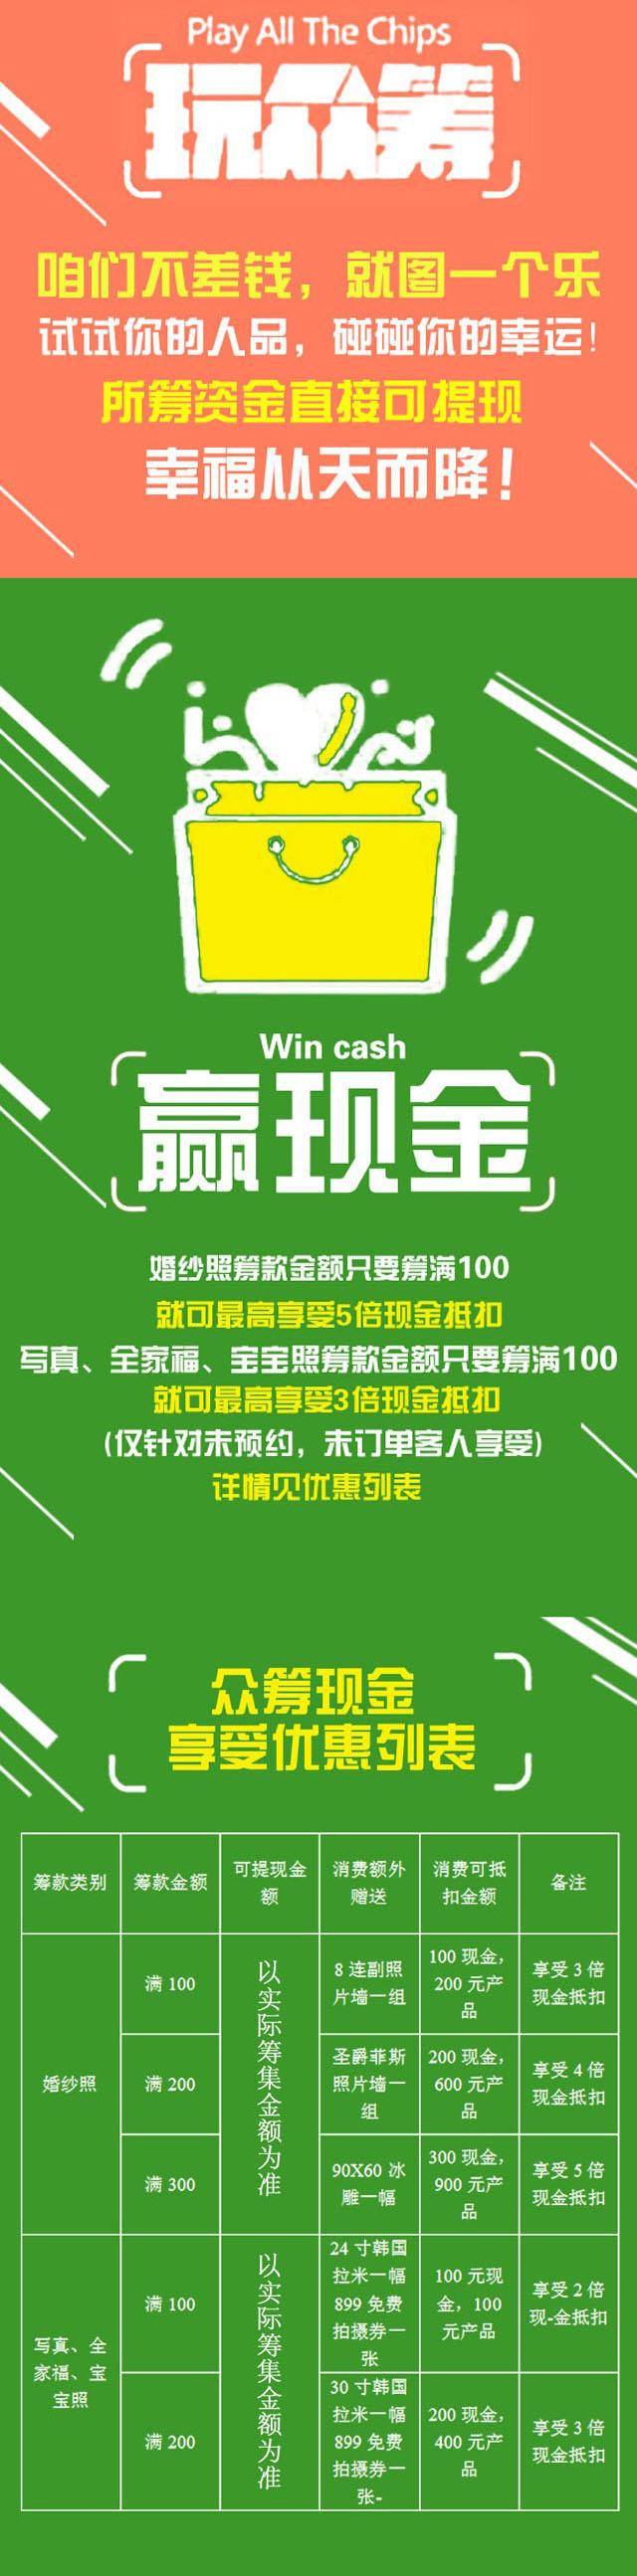 Play All The Chips
玩众筹
咱们不差钱，就图一个乐
试试你的人品，碰碰你的幸运！
所筹资金直接可提现
幸福从天而降！
Win cash
赢现金
婚纱照筹款金额只要筹满100
就可最高享受5倍现金抵扣
写真、全家福、宝宝照筹款金额只要筹满100
就可最高享受3倍现金抵扣
(仅针对未预约，未订单客人享受)
详情见优惠列表
众筹现金
享受优惠列表
筹款类别
筹款金额
可提现金
额
消费额外
赠送
消费可抵
扣金额
备注
婚纱照
满 100
以实际筹集金额为准
8 连副照
片墙一组
100 现金，
200 元产
品
享受 3 倍
现金抵扣
满 200
圣爵菲斯
照片墙一
组
200 现金，
600 元产
品
享受 4 倍
现金抵扣
满 300
90X60 冰
雕一幅
300 现金，
900 元产
品
享受 5 倍
现金抵扣
写真、全
家福、宝
宝照
满 100
以实际筹集金额为准
24 寸韩国
拉米一幅
899 免费
拍摄券一
张
100 元现
金，100
元产品
享受 2 倍
现-金抵扣
满 200
30 寸韩国
拉米一幅
899 免费
拍摄券一
张-
200 现金，
400 元产
品
享受 3 倍
现金抵扣